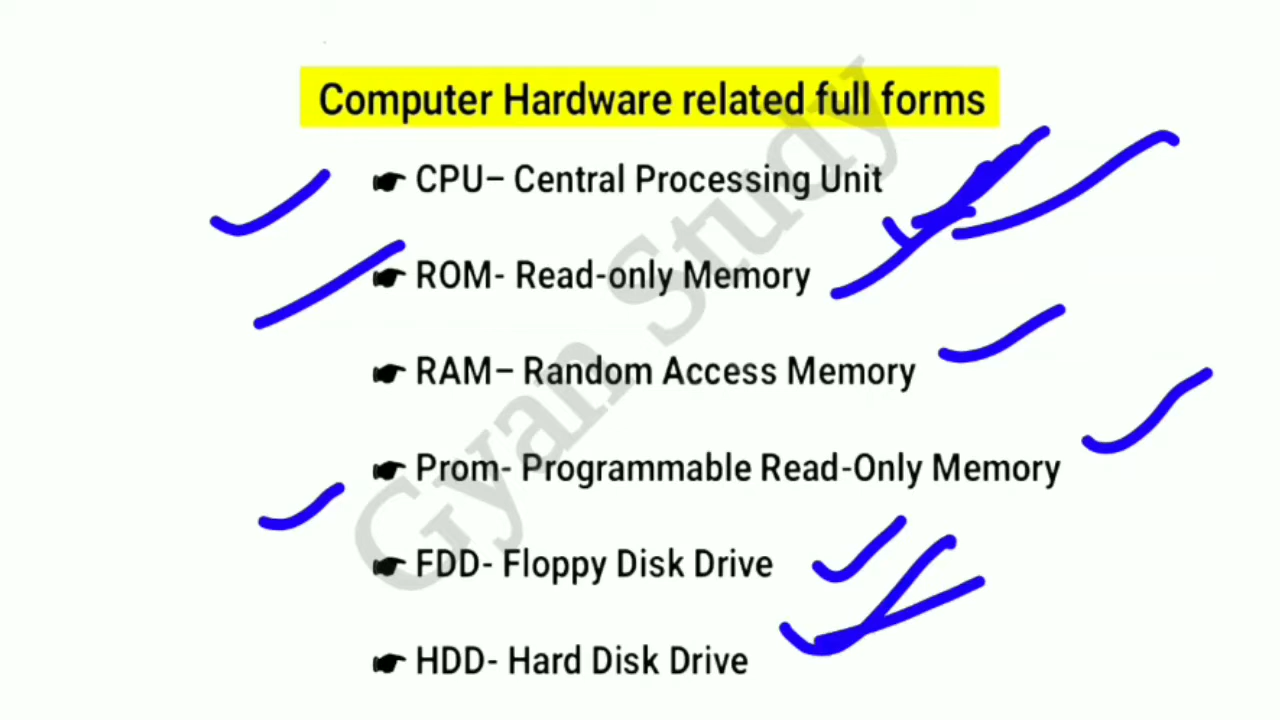 Computer Hardware related full forms
☛ CPU– Central Processing Unit
☛ ROM- Read-only Memory
☛ RAM– Random Access Memory
☛ Prom- Programmable Read-Only Memory
☛ FDD- Floppy Disk Drive
☛ HDD- Hard Disk Drive
Gyan Study